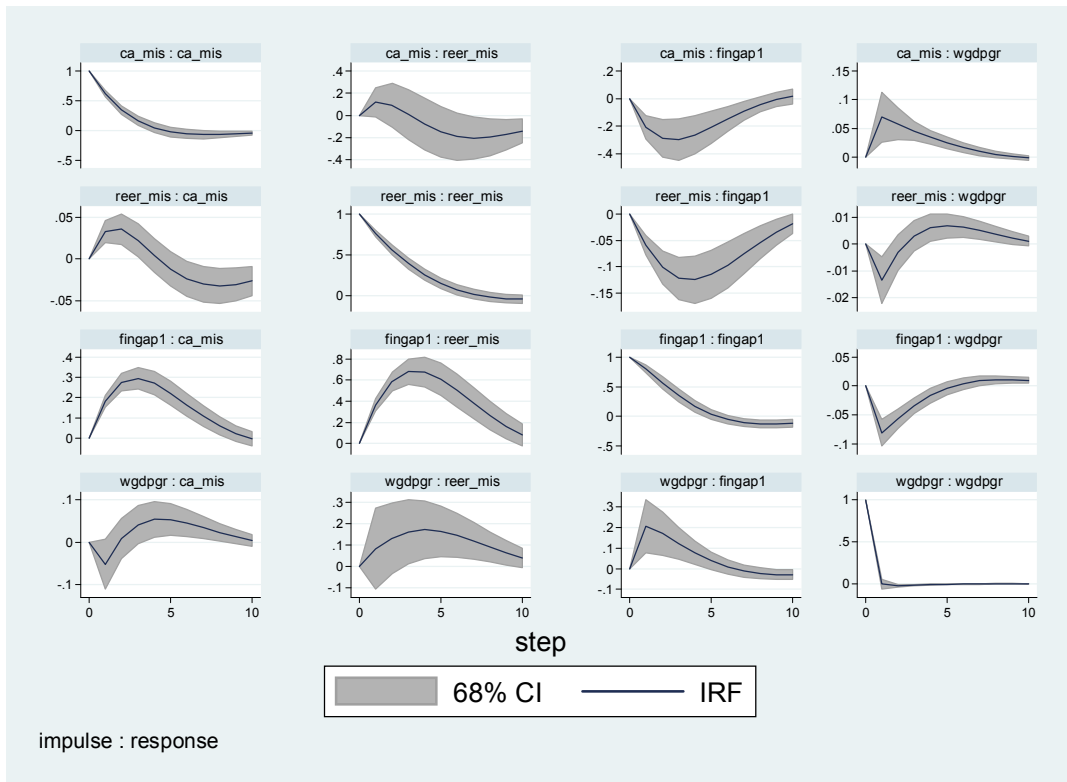 ca_mis : ca_mis
ca_mis : reer_mis
ca_mis : fingap1
ca_mis : wgdpgr
1
.5
0
-.5
.4
.2
0
-.2
-.4
.2
0
-.2
-.4
.15
.1
.05
0
reer_mis : ca_mis
reer_mis : reer_mis
reer_mis : fingap1
reer_mis : wgdpgr
.05
0
-.05
1
.5
0
0
-.05
-.1
-.15
.01
0
-.01
-.02
fingap1 : ca_mis
fingap1 : reer_mis
fingap1 : fingap1
fingap1 : wgdpgr
.4
.3
.2
.1
0
.8
.6
.4
.2
0
1
.5
0
-.5
.05
0
-.05
-.1
wgdpgr : ca_mis
wgdpgr : reer_mis
wgdpgr : fingap1
wgdpgr : wgdpgr
.1
0
-.1
.3
.2
.1
0
-.1
.3
.2
.1
0
-.1
1
.5
0
0 5 10
0 5 10
0 5 10
0 5 10
step
68% CI
IRF
impulse : response